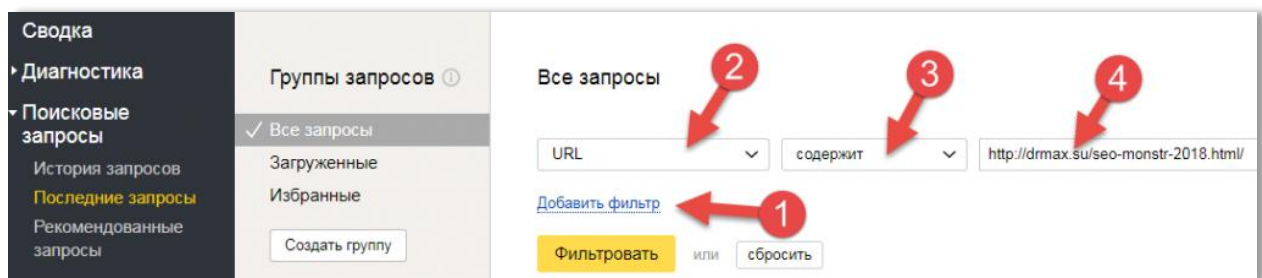 Сводка
Диагностика
Поисковые
запросы
История запросов
Последние запросы
Рекомендованные
запросы
Группы запросов
Все запросы
Загруженные
Избранные
Создать группу
Все запросы
2
3
4
URL
содержит
http://drmax.su/seo-monstr-2018.html/
Добавить фильтр
1
Фильтровать или сбросить